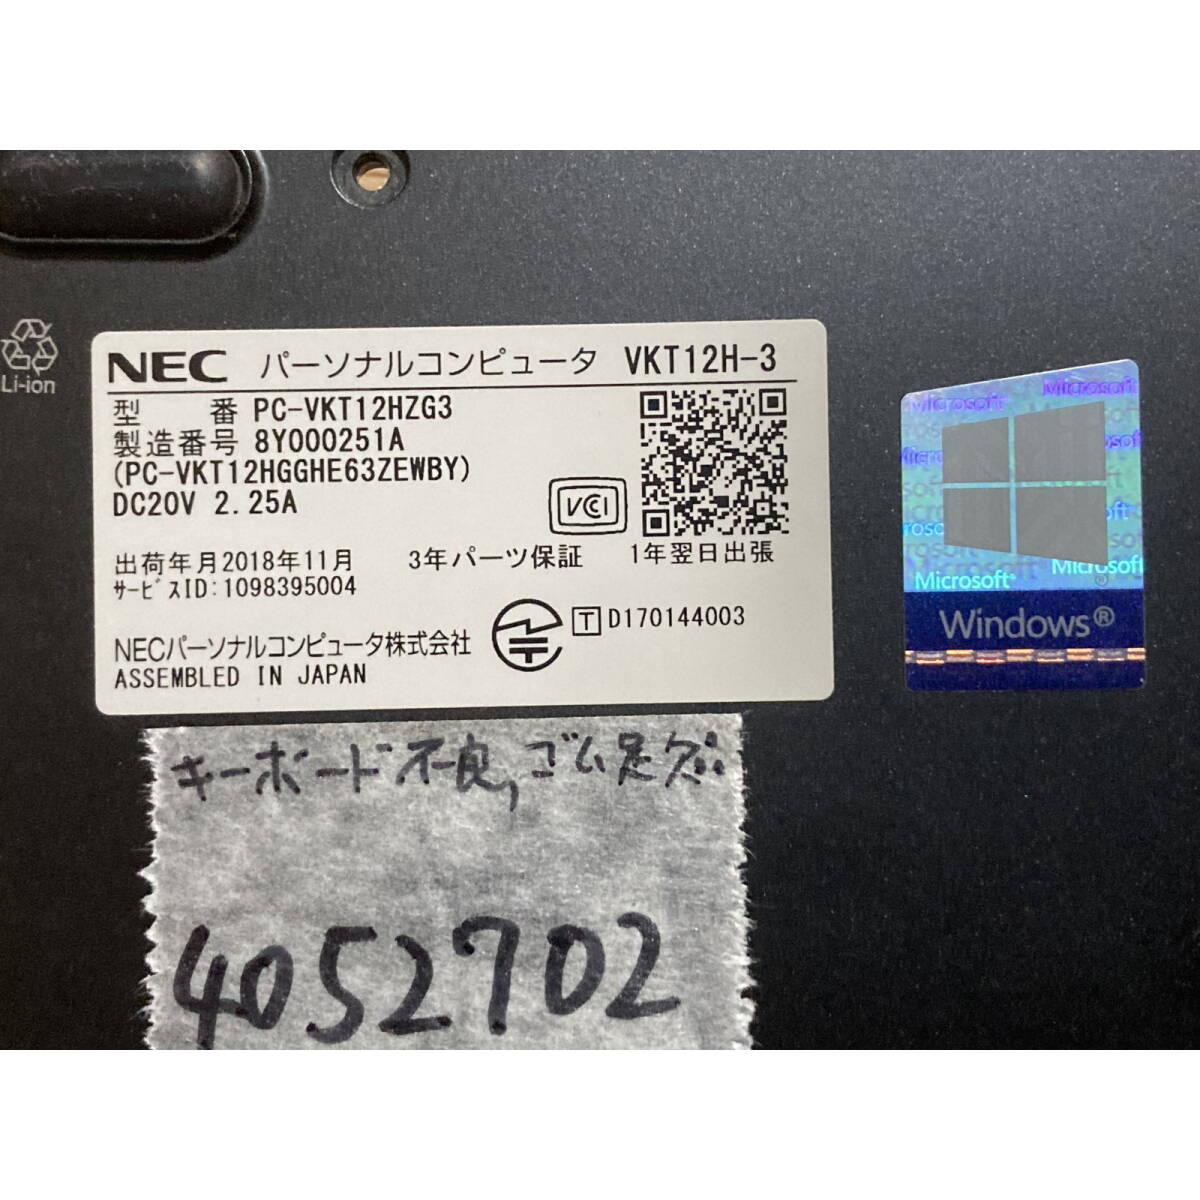 Li-ion
NEC パーソナルコンピュータ VKT12H-3
型 番 PC-VKT12HZG3
製造番号 8Y000251A
(PC-VKT12HGGHE63ZEWBY)
DC20V 2.25A
VCCI
出荷年月2018年11月 3年パーツ保証 1年翌日出張
ｻｰﾋﾞｽID:1098395004
T D170144003
NECパーソナルコンピュータ株式会社
ASSEMBLED IN JAPAN
Microsoft
Microsoft
Microsoft
Microsoft
Windows®
キーボード不良,ゴム足欠
4052702